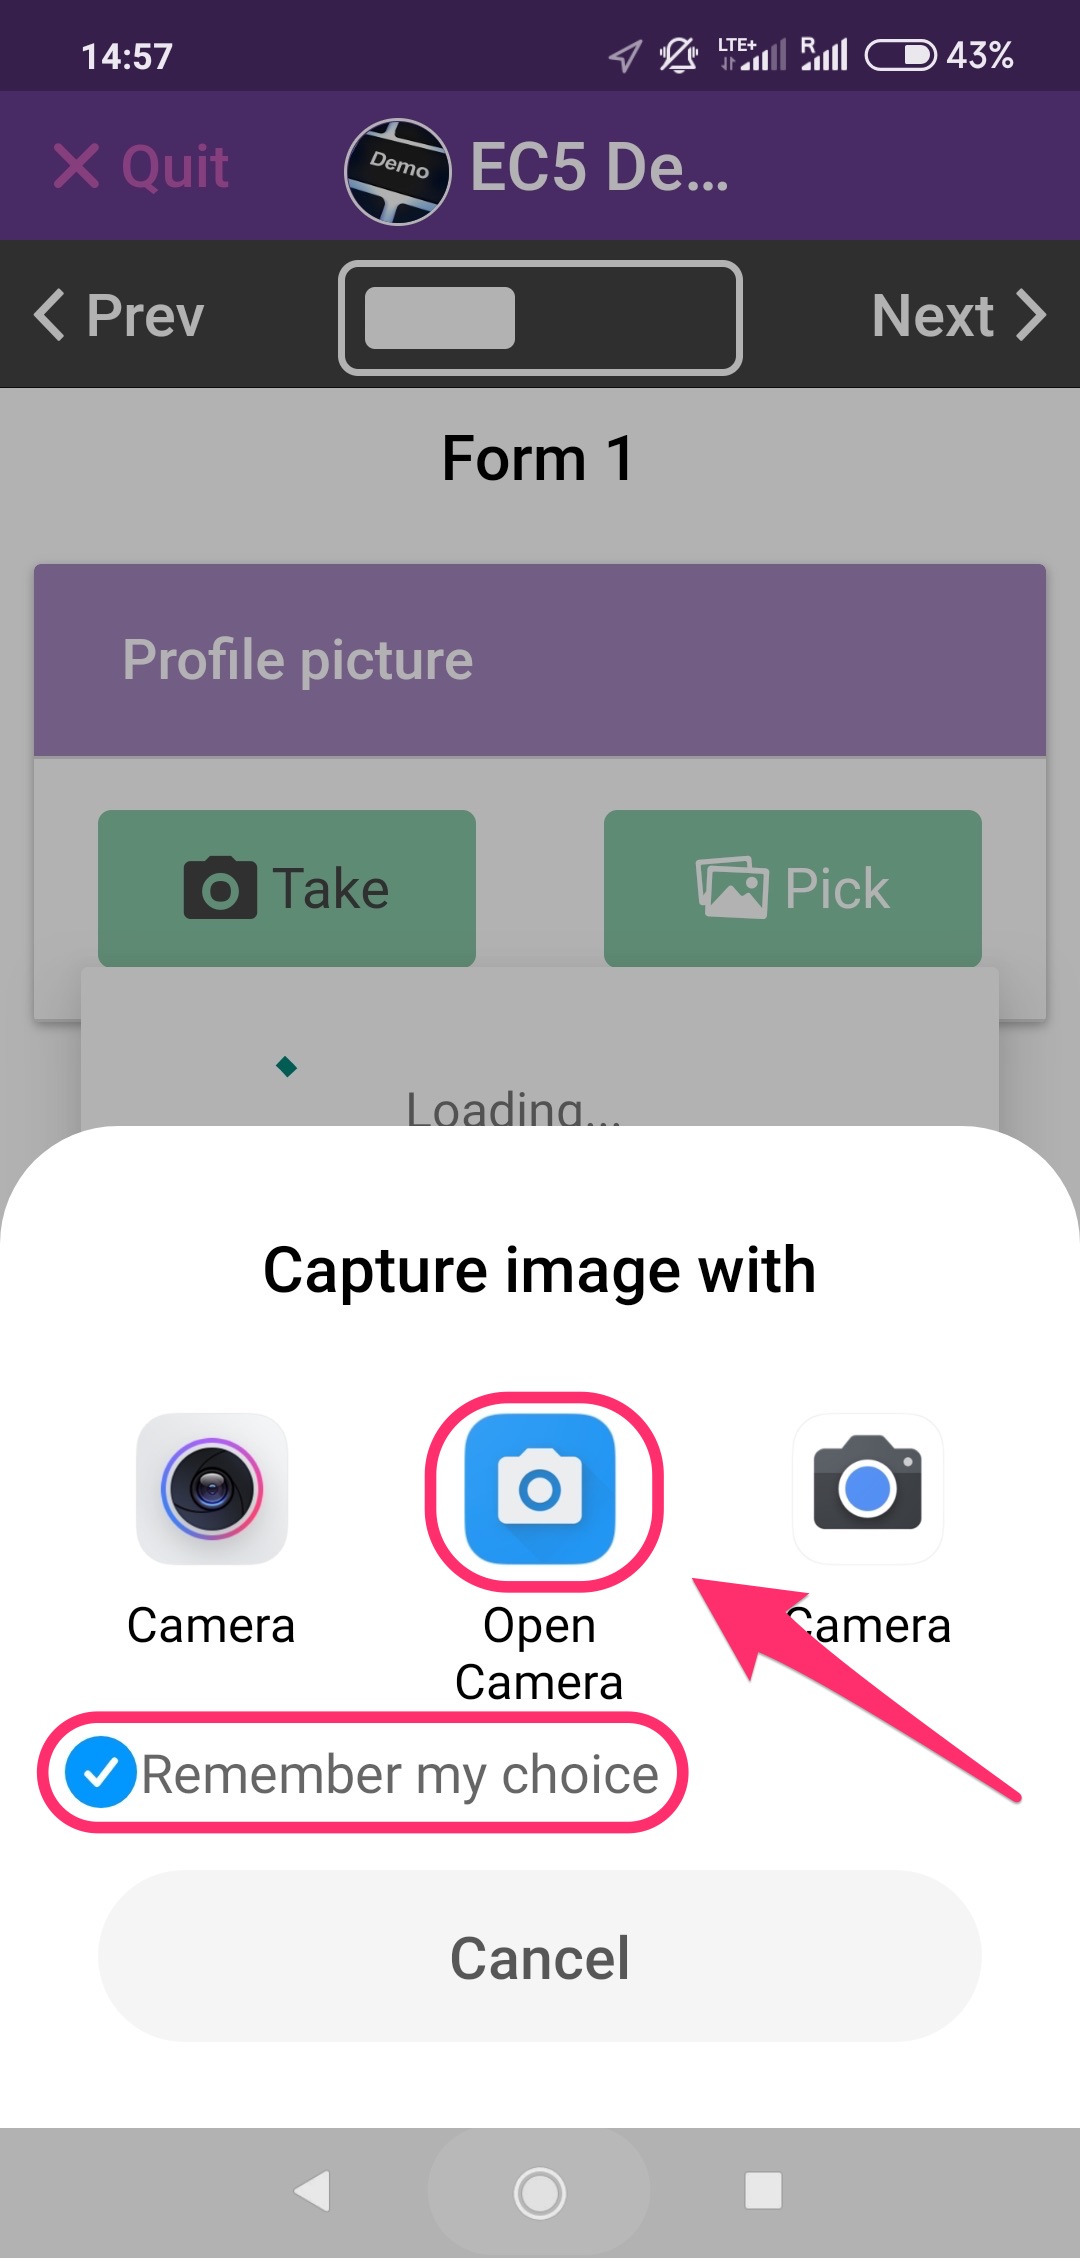 14:57
LTE+
R
43%
Quit
Demo
EC5 De...
Prev
Next
Form 1
Profile picture
Take
Pick
Loading...
Capture image with
Camera
Open
Camera
Camera
Remember my choice
Cancel